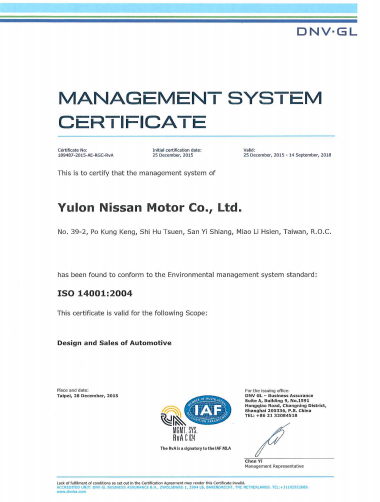 DNV·GL
MANAGEMENT SYSTEM
CERTIFICATE
Certificate No:
189487-2015-AE-RGC-RvA
Initial certification date:
25 December, 2015
Valid:
25 December, 2015 - 14 September, 2018
This is to certify that the management system of
Yulon Nissan Motor Co., Ltd.
No. 39-2, Po Kung Keng, Shi Hu Tsuen, San Yi Shiang, Miao Li Hsien, Taiwan, R.O.C.
has been found to conform to the Environmental management system standard:
ISO 14001:2004
This certificate is valid for the following Scope:
Design and Sales of Automotive
Place and date:
Taipei, 28 December, 2015
For the issuing office:
DNV GL – Business Assurance
Suite A, Building 9, No.1591
Hongqiao Road, Changning District,
Shanghai 200336, P.R. China
TEL: +86 21 32084518
IAF
MGMT. SYS.
RvA C 024
The RvA is a signatory to the IAF MLA
Chen Yi
Management Representative
Lack of fulfilment of conditions as set out in the Certification Agreement may render this Certificate invalid.
ACCREDITED UNIT: DNV GL BUSINESS ASSURANCE B.V., ZWOLSEWEG 1, 2994 LB, BARENDRECHT, THE NETHERLANDS. TEL:+31102922689.
www.dnvba.com